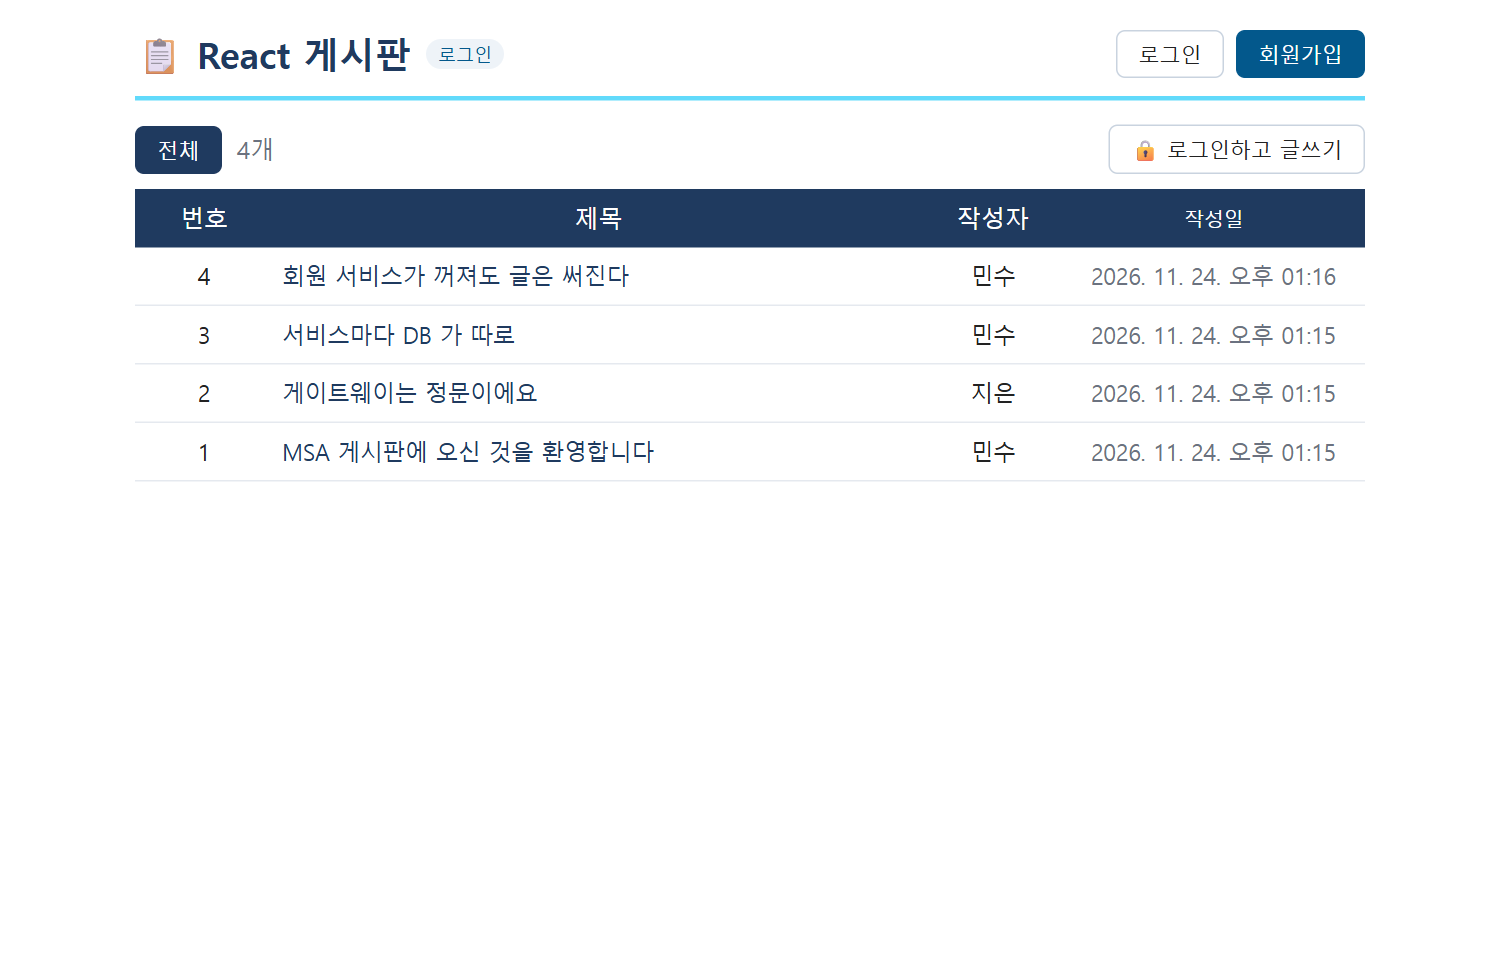 React 게시판 로그인 로그인 회원가입
전체 4개 로그인하고 글쓰기
번호 제목 작성자 작성일
4 회원 서비스가 꺼져도 글은 써진다 민수 2026. 11. 24. 오후 01:16
3 서비스마다 DB 가 따로 민수 2026. 11. 24. 오후 01:15
2 게이트웨이는 정문이에요 지은 2026. 11. 24. 오후 01:15
1 MSA 게시판에 오신 것을 환영합니다 민수 2026. 11. 24. 오후 01:15